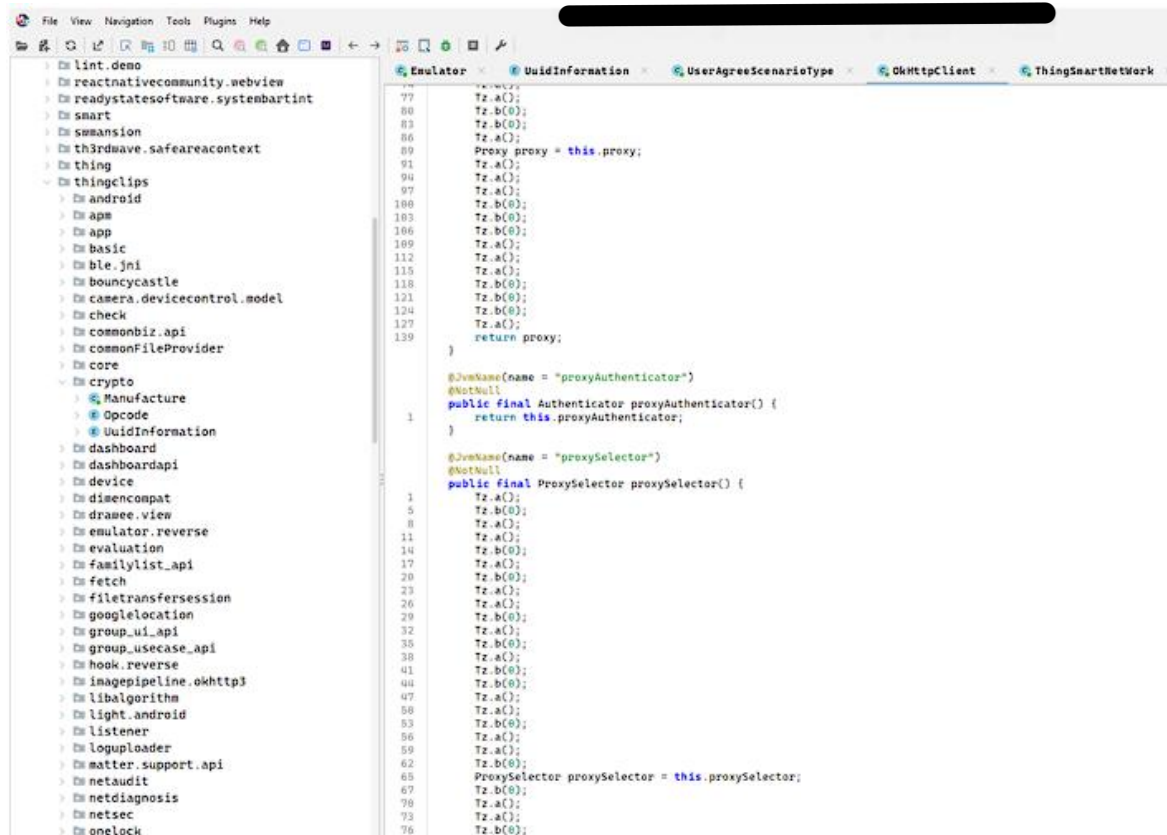 File View Navigation Tools Plugins Help
lint.demo
reactnativecommunity.webview
readystatesoftware.systembartint
smart
swmansion
th3rdwave.safeareacontext
thing
thingclips
android
apm
app
basic
ble.jni
bouncycastle
camera.devicecontrol.model
check
commonbiz.api
commonFileProvider
core
crypto
Manufacture
Opcode
UuidInformation
dashboard
dashboardapi
device
dimencompat
drawee.view
emulator.reverse
evaluation
familylist_api
fetch
filetransfersession
googlelocation
group_ui_api
group_usecase_api
hook.reverse
imagepipeline.okhttp3
libalgorithm
light.android
listener
loguploader
matter.support.api
netaudit
netdiagnosis
netsec
onelock
Emulator UuidInformation UserAgreeScenarioType OkHttpClient ThingSmartNetWork
77 Tz.a();
80 Tz.b(0);
83 Tz.b(0);
86 Tz.a();
89 Proxy proxy = this.proxy;
91 Tz.a();
94 Tz.a();
97 Tz.a();
100 Tz.b(0);
103 Tz.b(0);
106 Tz.b(0);
109 Tz.a();
112 Tz.a();
115 Tz.a();
118 Tz.b(0);
121 Tz.b(0);
124 Tz.b(0);
127 Tz.a();
139 return proxy;
}
@JvmName(name = "proxyAuthenticator")
@NotNull
public final Authenticator proxyAuthenticator() {
1 return this.proxyAuthenticator;
}
@JvmName(name = "proxySelector")
@NotNull
public final ProxySelector proxySelector() {
1 Tz.a();
5 Tz.b(0);
8 Tz.a();
11 Tz.a();
14 Tz.b(0);
17 Tz.a();
20 Tz.b(0);
23 Tz.a();
26 Tz.a();
29 Tz.b(0);
32 Tz.a();
35 Tz.b(0);
38 Tz.a();
41 Tz.b(0);
44 Tz.b(0);
47 Tz.a();
50 Tz.a();
53 Tz.b(0);
56 Tz.a();
59 Tz.a();
62 Tz.b(0);
65 ProxySelector proxySelector = this.proxySelector;
67 Tz.b(0);
70 Tz.a();
73 Tz.a();
76 Tz.b(0);